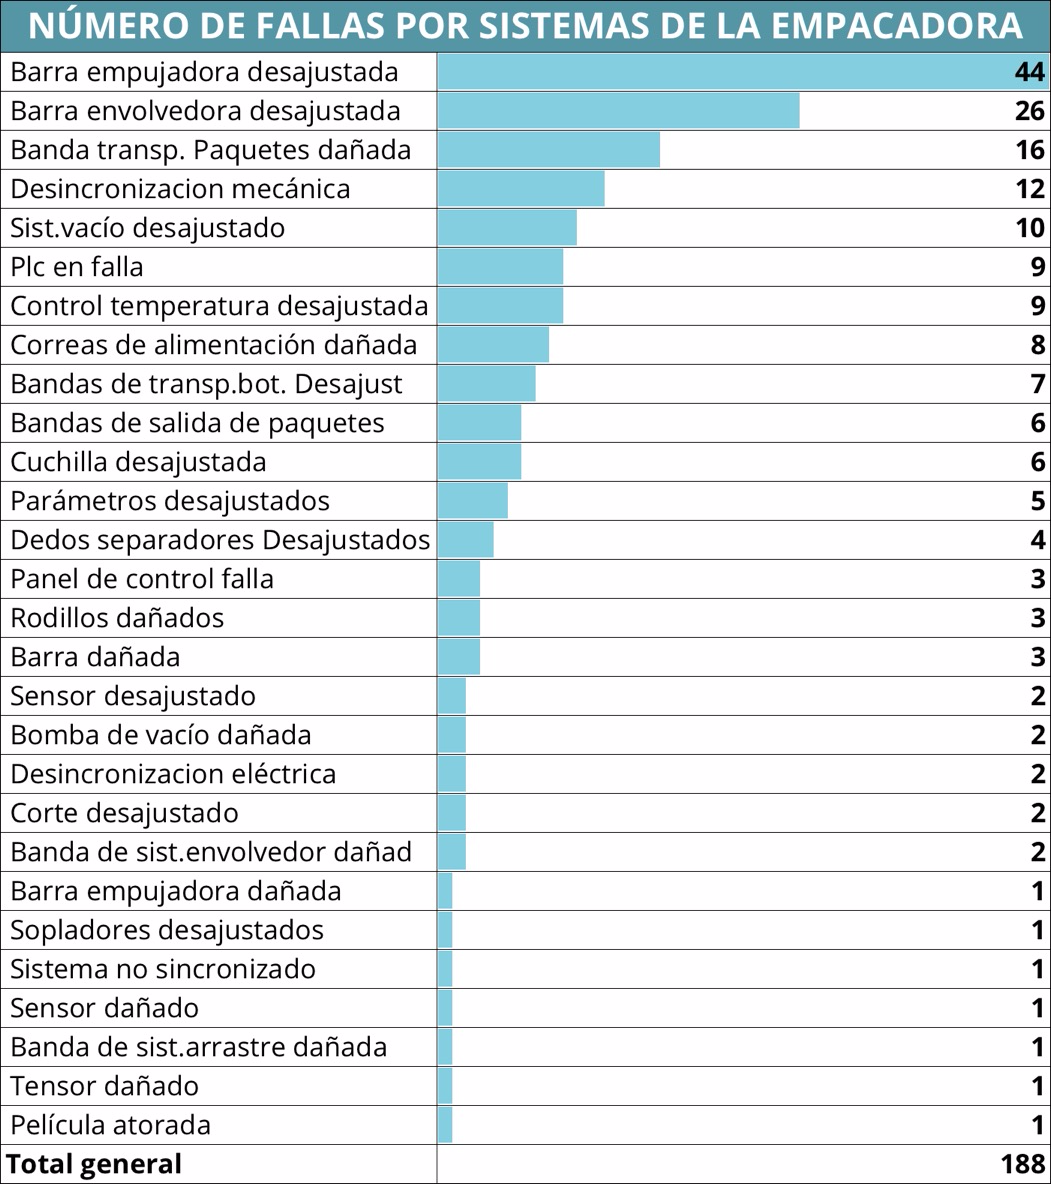 NÚMERO DE FALLAS POR SISTEMAS DE LA EMPACADORA
Barra empujadora desajustada 44
Barra envolvedora desajustada 26
Banda transp. Paquetes dañada 16
Desincronizacion mecánica 12
Sist.vacío desajustado 10
Plc en falla 9
Control temperatura desajustada 9
Correas de alimentación dañada 8
Bandas de transp.bot. Desajust 7
Bandas de salida de paquetes 6
Cuchilla desajustada 6
Parámetros desajustados 5
Dedos separadores Desajustados 4
Panel de control falla 3
Rodillos dañados 3
Barra dañada 3
Sensor desajustado 2
Bomba de vacío dañada 2
Desincronizacion eléctrica 2
Corte desajustado 2
Banda de sist.envolvedor dañad 2
Barra empujadora dañada 1
Sopladores desajustados 1
Sistema no sincronizado 1
Sensor dañado 1
Banda de sist.arrastre dañada 1
Tensor dañado 1
Película atorada 1
Total general 188